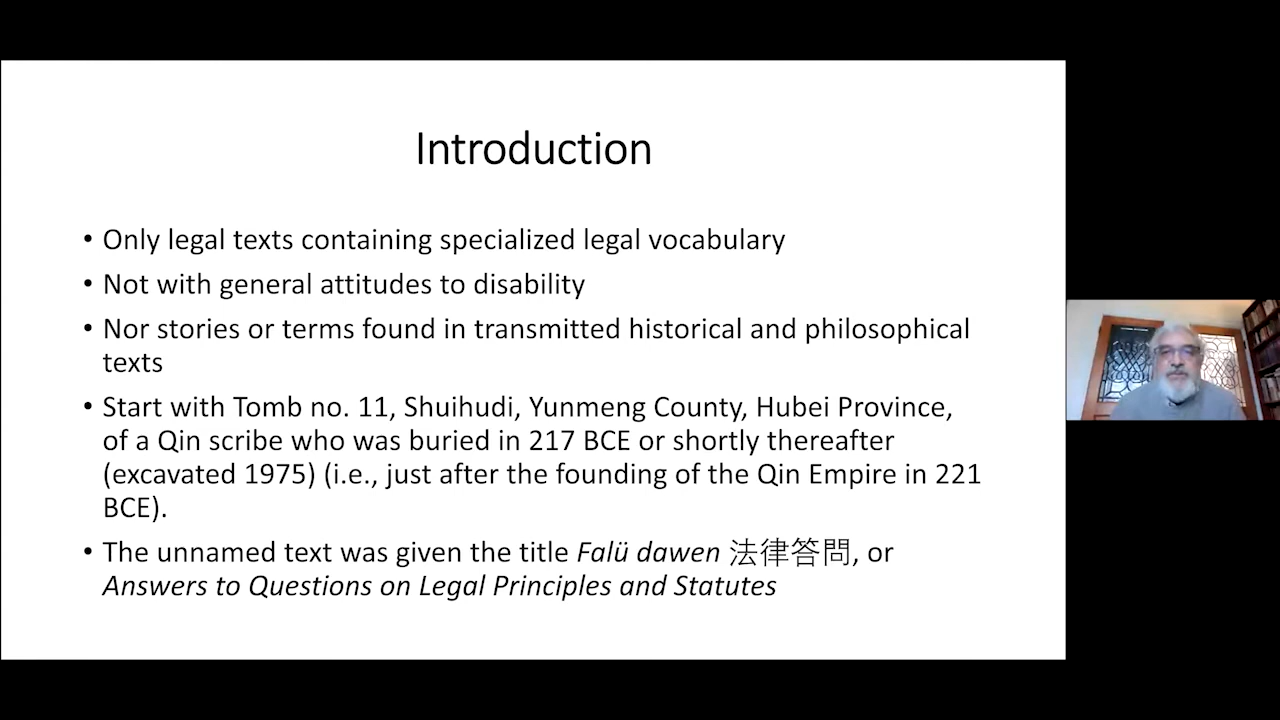 Introduction
• Only legal texts containing specialized legal vocabulary
• Not with general attitudes to disability
• Nor stories or terms found in transmitted historical and philosophical
texts
• Start with Tomb no. 11, Shuihudi, Yunmeng County, Hubei Province,
of a Qin scribe who was buried in 217 BCE or shortly thereafter
(excavated 1975) (i.e., just after the founding of the Qin Empire in 221
BCE).
• The unnamed text was given the title Falü dawen 法律答問, or
Answers to Questions on Legal Principles and Statutes